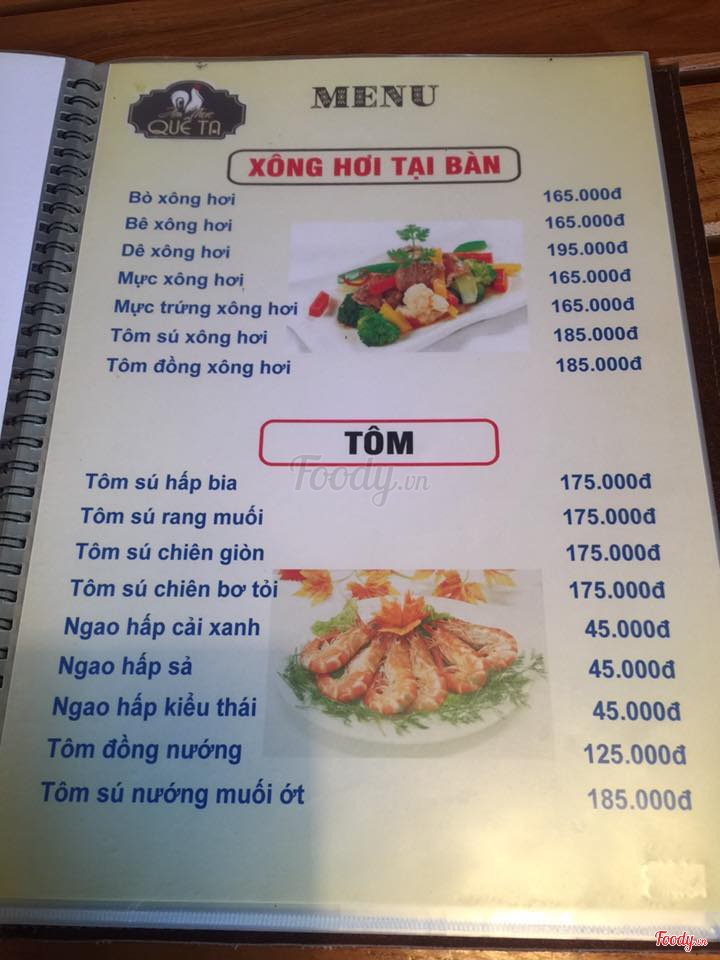 MENU
QUÊ TA
XÔNG HƠI TẠI BÀN
Bò xông hơi 165.000đ
Bê xông hơi 165.000đ
Dê xông hơi 195.000đ
Mực xông hơi 165.000đ
Mực trứng xông hơi 165.000đ
Tôm sú xông hơi 185.000đ
Tôm đồng xông hơi 185.000đ
TÔM
Foody.vn
Tôm sú hấp bia 175.000đ
Tôm sú rang muối 175.000đ
Tôm sú chiên giòn 175.000đ
Tôm sú chiên bơ tỏi 175.000đ
Ngao hấp cải xanh 45.000đ
Ngao hấp sả 45.000đ
Ngao hấp kiểu thái 45.000đ
Tôm đồng nướng 125.000đ
Tôm sú nướng muối ớt 185.000đ
Foody.vn